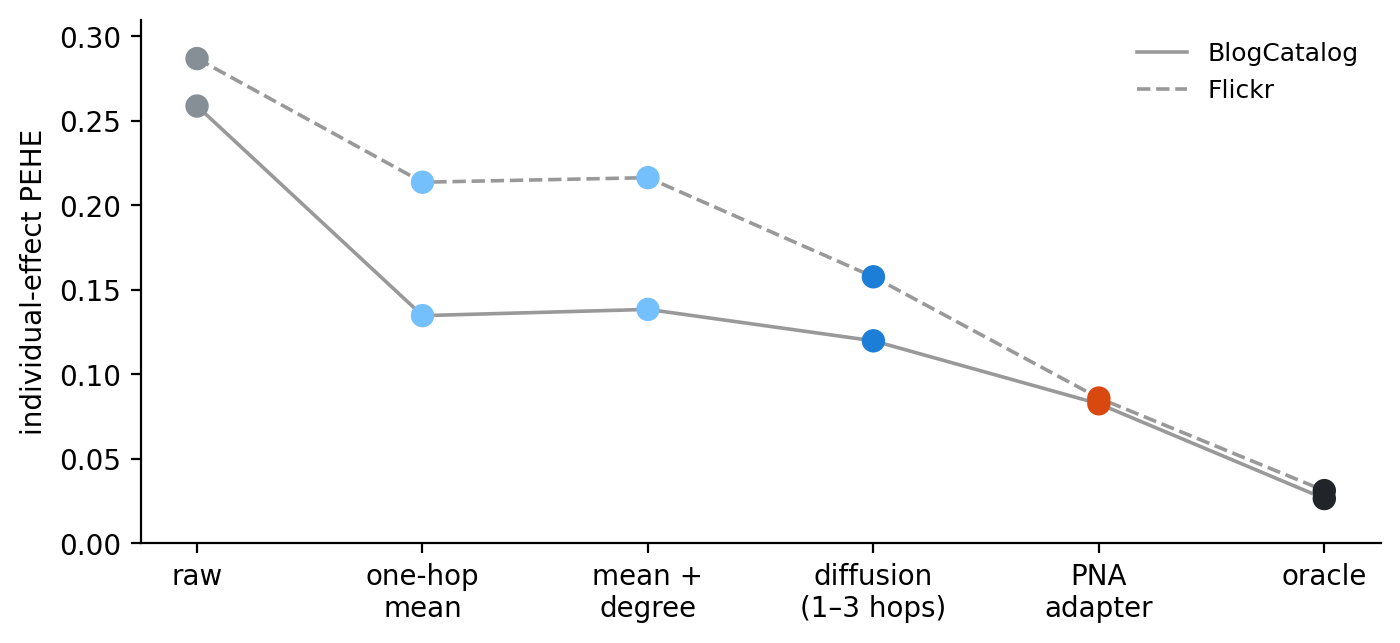 individual-effect PEHE
0.30
0.25
0.20
0.15
0.10
0.05
0.00
BlogCatalog
Flickr
raw
one-hop
mean
mean +
degree
diffusion
(1–3 hops)
PNA
adapter
oracle